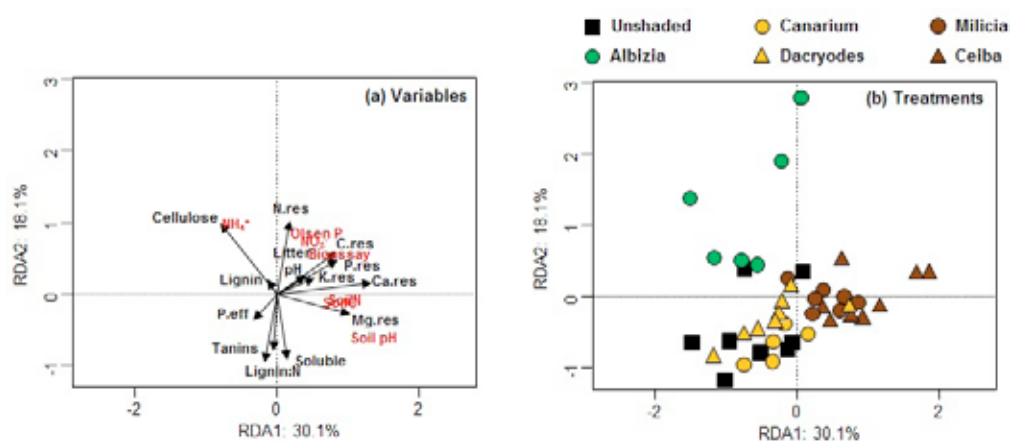 Unshaded Canarium Milicia
Albizia Dacryodes Ceiba
(a) Variables
3
2
1
0
-1
RDA2: 18.1%
Cellulose
NH₄⁺
N.res
Olsen P
NO₃
C.res
Litter
Bioassay
pH
P.res
Lignin
K.res
Ca.res
Mg.res
P.eff
Soil pH
Tanins
Soluble
Lignin:N
-2 0 2
RDA1: 30.1%
(b) Treatments
3
2
1
0
-1
RDA2: 18.1%
-2 0 2
RDA1: 30.1%